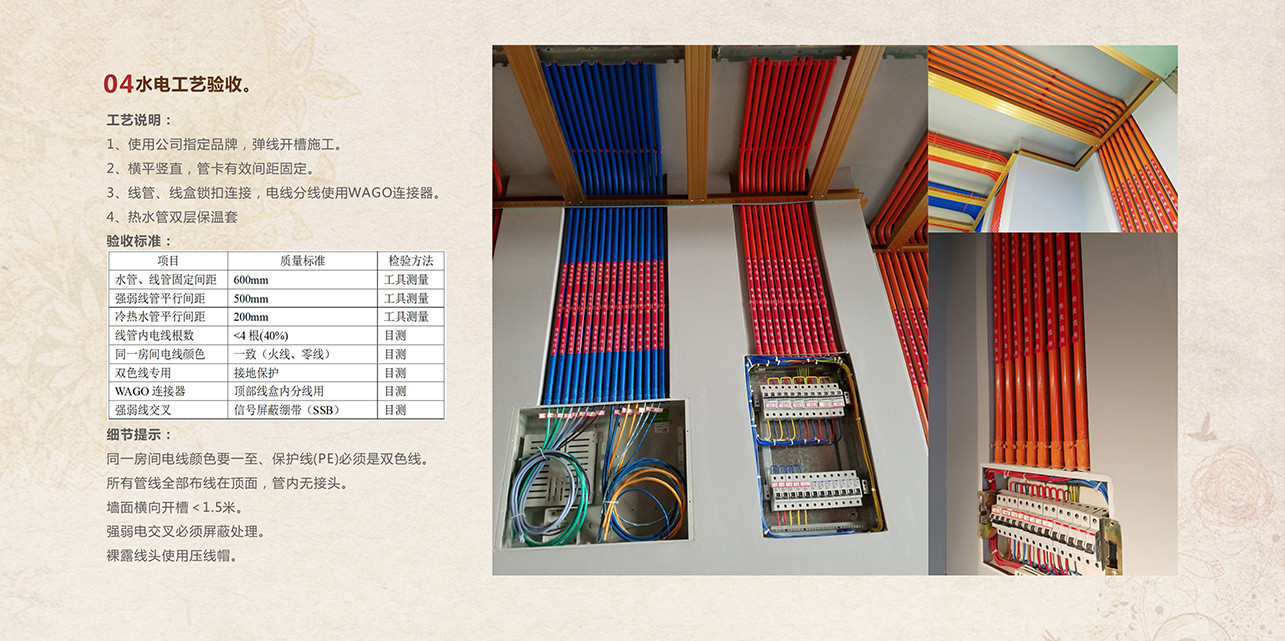 04水电工艺验收。
工艺说明：
1、使用公司指定品牌，弹线开槽施工。
2、横平竖直，管卡有效间距固定。
3、线管、线盒锁扣连接，电线分线使用WAGO连接器。
4、热水管双层保温套
验收标准：
项目 质量标准 检验方法
水管、线管固定间距 600mm 工具测量
强弱线管平行间距 500mm 工具测量
冷热水管平行间距 200mm 工具测量
线管内电线根数 <4 根(40%) 目测
同一房间电线颜色 一致（火线、零线） 目测
双色线专用 接地保护 目测
WAGO 连接器 顶部线盒内分线用 目测
强弱线交叉 信号屏蔽绷带（SSB） 目测
细节提示：
同一房间电线颜色要一至、保护线(PE)必须是双色线。
所有管线全部布线在顶面，管内无接头。
墙面横向开槽＜1.5米。
强弱电交叉必须屏蔽处理。
裸露线头使用压线帽。